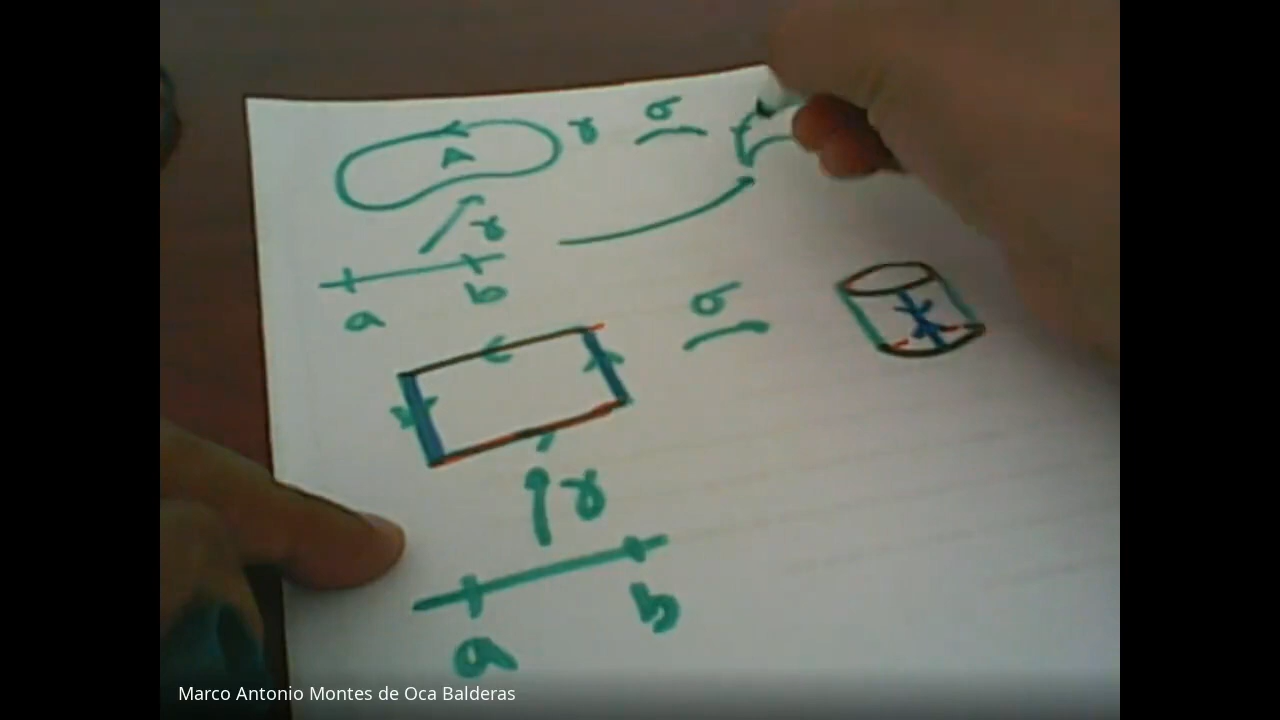 A γ σ
γ
a b
σ
γ
a b
Marco Antonio Montes de Oca Balderas